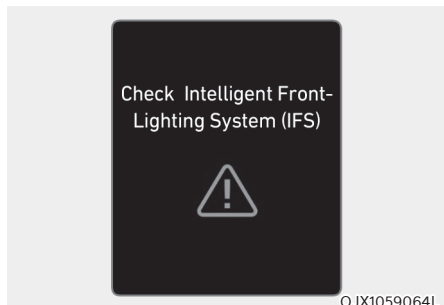 Check Intelligent Front-
Lighting System (IFS)
OJX1059064L